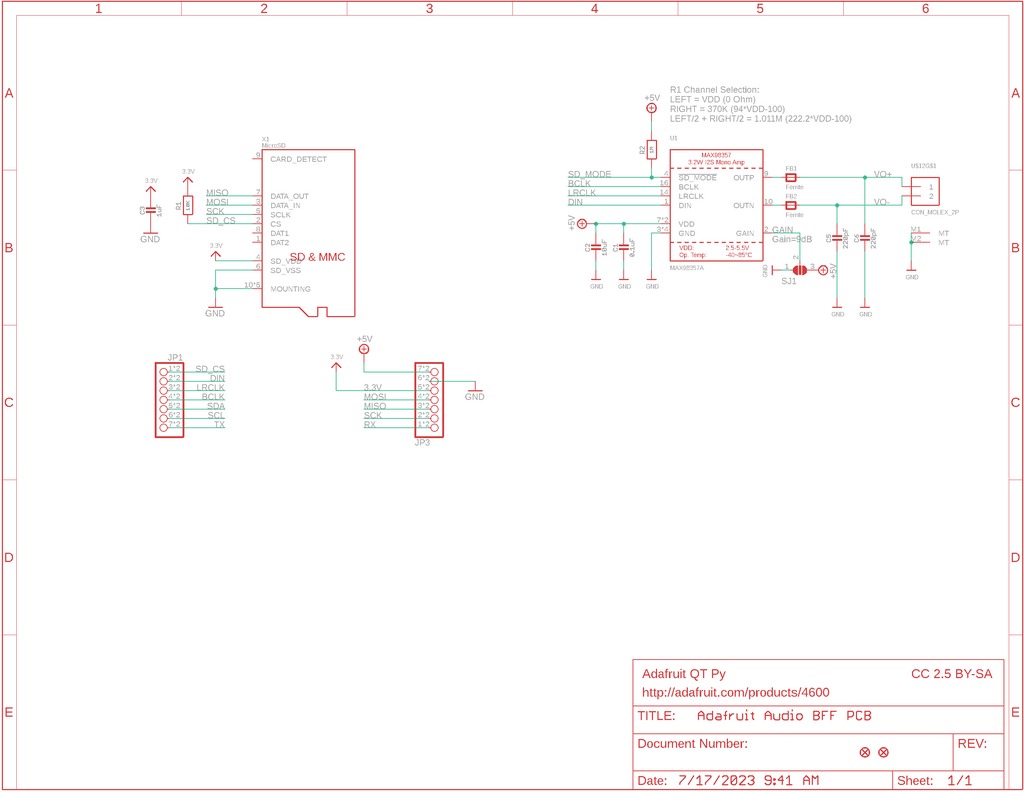 1 2 3 4 5 6
A A
B B
C C
D D
E E
R1 Channel Selection:
LEFT = VDD (0 Ohm)
RIGHT = 370K (94*VDD-100)
LEFT/2 + RIGHT/2 = 1.011M (222.2*VDD-100)
X1
MicroSD
9 CARD_DETECT
MISO 7 DATA_OUT
MOSI 3 DATA_IN
SCK 5 SCLK
SD_CS 2 CS
8 DAT1
1 DAT2
4
6 SD_VSS
10*5 MOUNTING
SD & MMC
3.3V
C3
1uF
GND
3.3V
R1
10K
3.3V
GND
+5V
R2
1M
U1
MAX98357
3.2W I2S Mono Amp
SD_MODE 4 SD_MODE
BCLK 16 BCLK
LRCLK 14 LRCLK
DIN 1 DIN
7*2 VDD
3*4 GND
OUTP 9
OUTN 10
GAIN 2
VDD: 2.5-5.5V
Op. Temp: -40~85°C
MAX98357A
+5V
C2
10uF
GND
C1
0.1uF
GND
GND
FB1
Ferrite
FB2
Ferrite
GAIN
Gain=9dB
GND
1 2 3
+5V
SJ1
VO+
VO-
C5
220pF
GND
C6
220pF
GND
U$12G$1
1
2
CON_MOLEX_2P
M1 MT
M2 MT
GND
JP1
1*2 SD_CS
2*2 DIN
3*2 LRCLK
4*2 BCLK
5*2 SDA
6*2 SCL
7*2 TX
+5V
3.3V
7*2
6*2
3.3V 5*2
MOSI 4*2
MISO 3*2
SCK 2*2
RX 1*2
JP3
GND
Adafruit QT Py CC 2.5 BY-SA
http://adafruit.com/products/4600
TITLE: Adafruit Audio BFF PCB
Document Number:
REV:
Date: 7/17/2023 9:41 AM
Sheet: 1/1